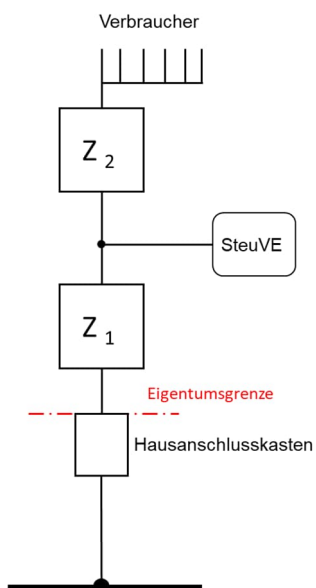 Verbraucher
Z 2
SteuVE
Z 1
Eigentumsgrenze
Hausanschlusskasten